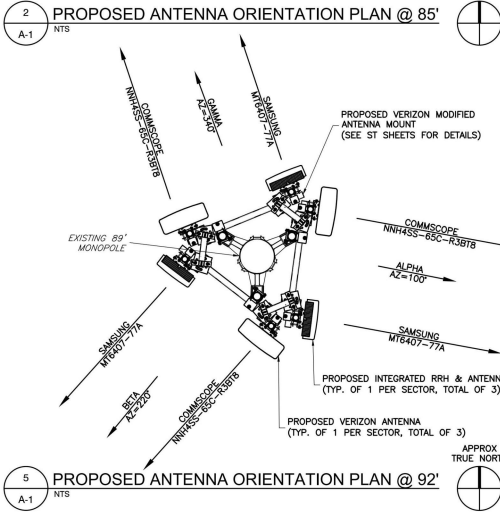 2
A-1
PROPOSED ANTENNA ORIENTATION PLAN @ 85'
NTS
COMMSCOPE
NNH4SS-65C-R3BT8
GAMMA
AZ=340°
SAMSUNG
MT6407-77A
PROPOSED VERIZON MODIFIED
ANTENNA MOUNT
(SEE ST SHEETS FOR DETAILS)
EXISTING 89'
MONOPOLE
COMMSCOPE
NNH4SS-65C-R3BT8
ALPHA
AZ=100°
SAMSUNG
MT6407-77A
SAMSUNG
MT6407-77A
BETA
AZ=220°
COMMSCOPE
NNH4SS-65C-R3BT8
PROPOSED INTEGRATED RRH & ANTENN
(TYP. OF 1 PER SECTOR, TOTAL OF 3)
PROPOSED VERIZON ANTENNA
(TYP. OF 1 PER SECTOR, TOTAL OF 3)
APPROX
TRUE NORT
5
A-1
PROPOSED ANTENNA ORIENTATION PLAN @ 92'
NTS